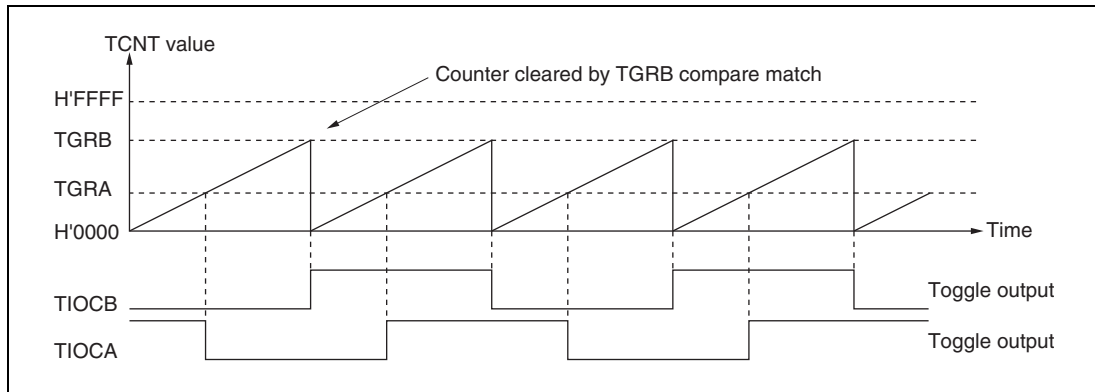 TCNT value
Counter cleared by TGRB compare match
H'FFFF
TGRB
TGRA
H'0000
Time
TIOCB
Toggle output
TIOCA
Toggle output